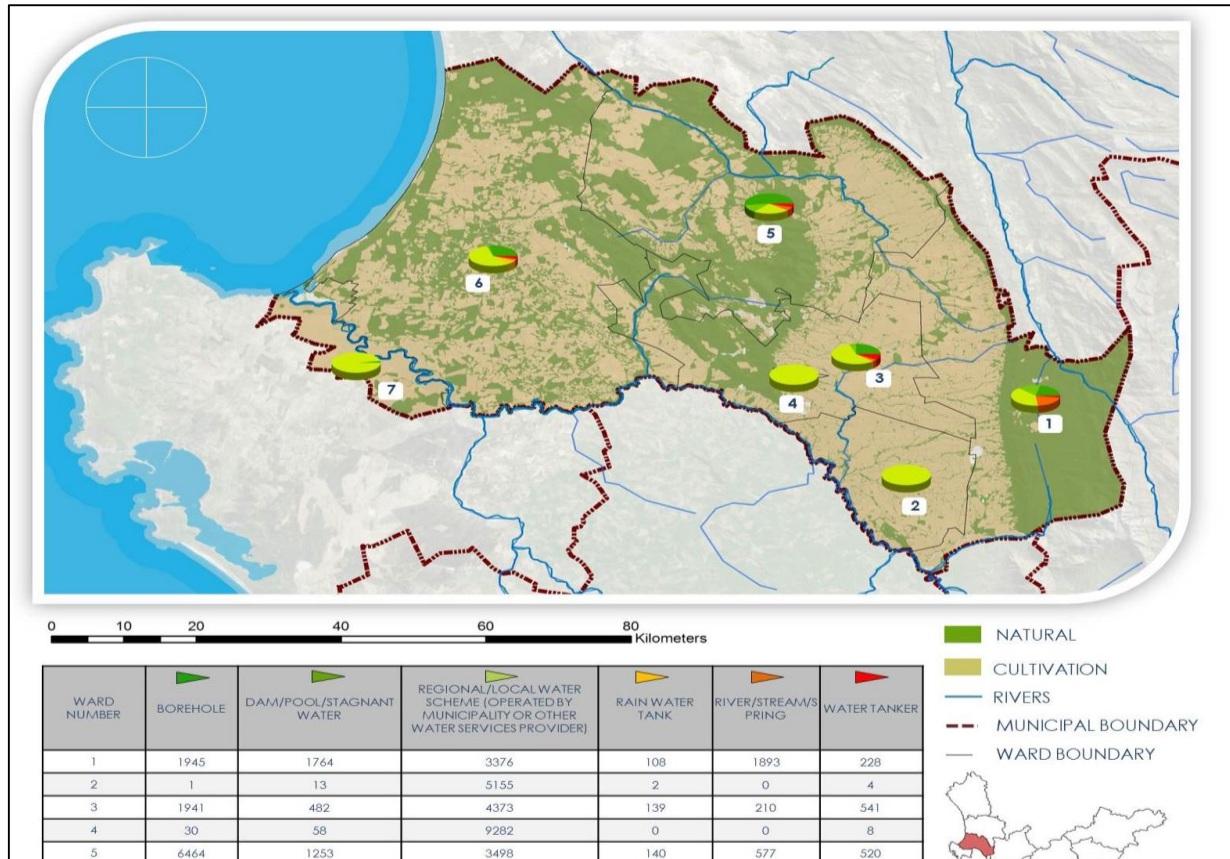 5
6
3
7
4
1
2
0 10 20 40 60 80
Kilometers
NATURAL
CULTIVATION
RIVERS
MUNICIPAL BOUNDARY
WARD BOUNDARY
WARD NUMBER BOREHOLE DAM/POOL/STAGNANT WATER REGIONAL/LOCAL WATER SCHEME (OPERATED BY MUNICIPALITY OR OTHER WATER SERVICES PROVIDER) RAIN WATER TANK RIVER/STREAM/S PRING WATER TANKER
1 1945 1764 3376 108 1893 228
2 1 13 5155 2 0 4
3 1941 482 4373 139 210 541
4 30 58 9282 0 0 8
5 6464 1253 3498 140 577 520